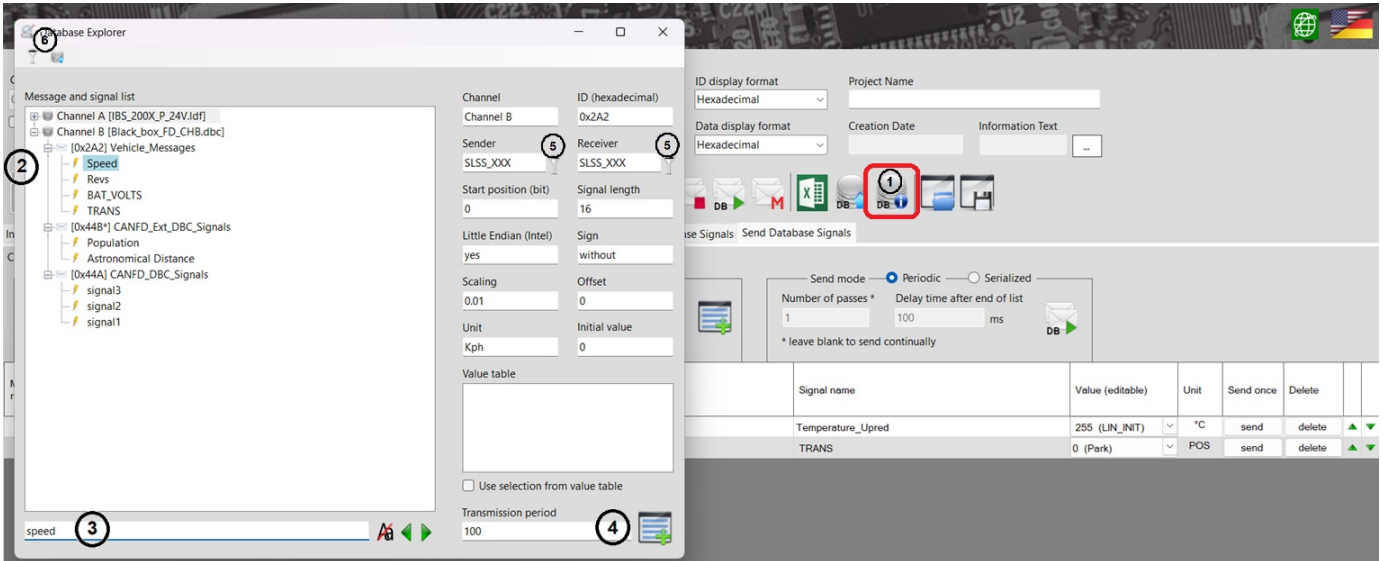 U2
Database Explorer
6
Message and signal list
Channel A [IBS_200X_P_24V.ldf]
Channel B [Black_box_FD_CHB.dbc]
[0x2A2] Vehicle_Messages
2
Speed
Revs
BAT_VOLTS
TRANS
[0x44B*] CANFD_Ext_DBC_Signals
Population
Astronomical Distance
[0x44A] CANFD_DBC_Signals
signal3
signal2
signal1
speed
3
Aa
Channel
ID (hexadecimal)
Channel B
0x2A2
Sender
5
Receiver
5
SLSS_XXX
SLSS_XXX
Start position (bit)
Signal length
0
16
Little Endian (Intel)
Sign
yes
without
Scaling
Offset
0.01
0
Unit
Initial value
Kph
0
Value table
Use selection from value table
Transmission period
100
4
ID display format
Project Name
Hexadecimal
Data display format
Creation Date
Information Text
Hexadecimal
...
1
DB
M
X
DB
DB
se Signals
Send Database Signals
Send mode
Periodic
Serialized
Number of passes *
Delay time after end of list
1
100
ms
DB
* leave blank to send continually
Signal name
Value (editable)
Unit
Send once
Delete
Temperature_Upred
255 (LIN_INIT)
°C
send
delete
TRANS
0 (Park)
POS
send
delete